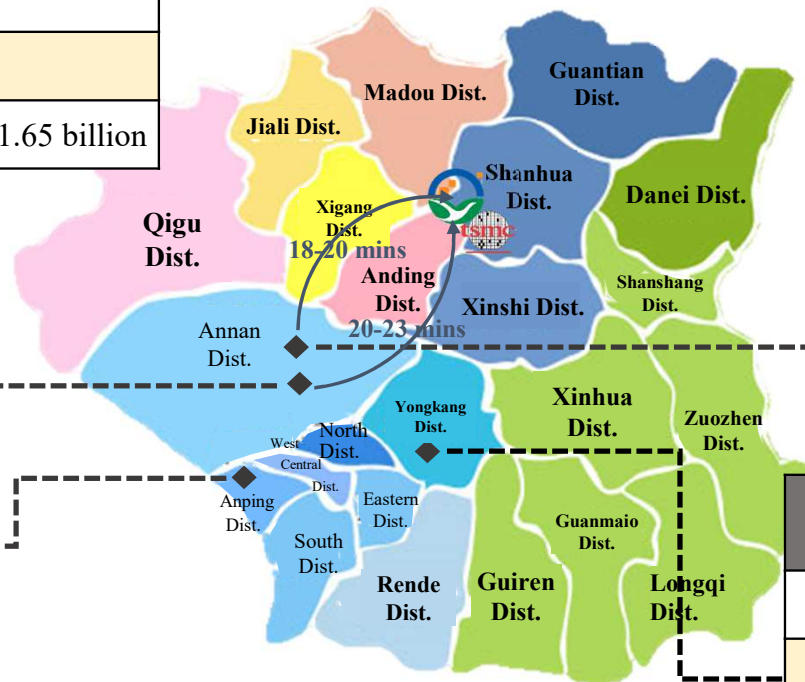 1.65 billion
Guantian
Dist.
Madou Dist.
Jiali Dist.
Shanhua
Dist.
Danei Dist.
Xigang
Dist.
Qigu
Dist.
tsmc
18-20 mins
Anding
Dist.
Shanshang
Dist.
Xinshi Dist.
20-23 mins
Annan
Dist.
Xinhua
Dist.
Yongkang
Dist.
Zuozhen
Dist.
North
Dist.
West
Central
Dist.
Anping
Dist.
Eastern
Dist.
Guanmaio
Dist.
South
Dist.
Rende
Dist.
Guiren
Dist.
Longqi
Dist.